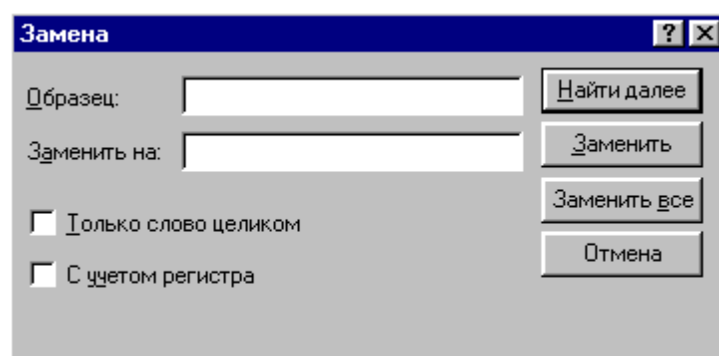 Замена
Образец:
Заменить на:
Только слово целиком
С учетом регистра
Найти далее
Заменить
Заменить все
Отмена